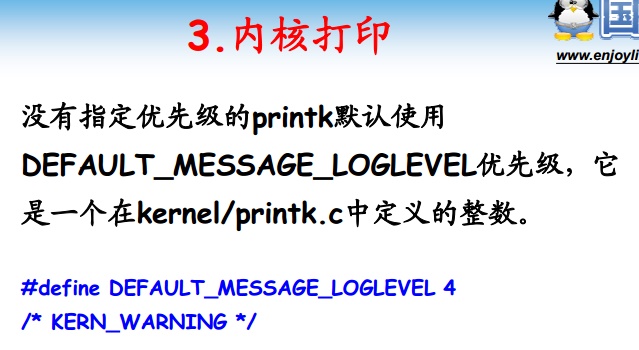 3.内核打印
国
www.enjoyli
没有指定优先级的printk默认使用
DEFAULT_MESSAGE_LOGLEVEL优先级，它
是一个在kernel/printk.c中定义的整数。
#define DEFAULT_MESSAGE_LOGLEVEL 4
/* KERN_WARNING */